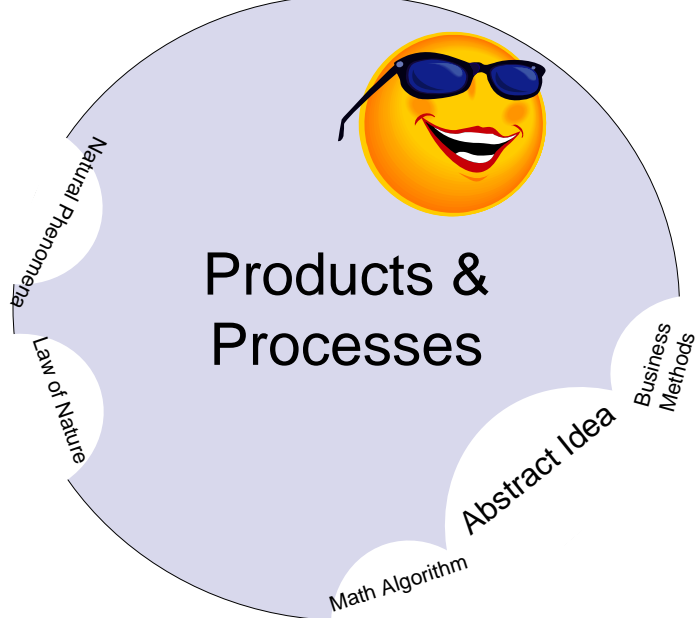 Natural Phenomena
Products &
Processes
Law of Nature
Business
Methods
Abstract Idea
Math Algorithm